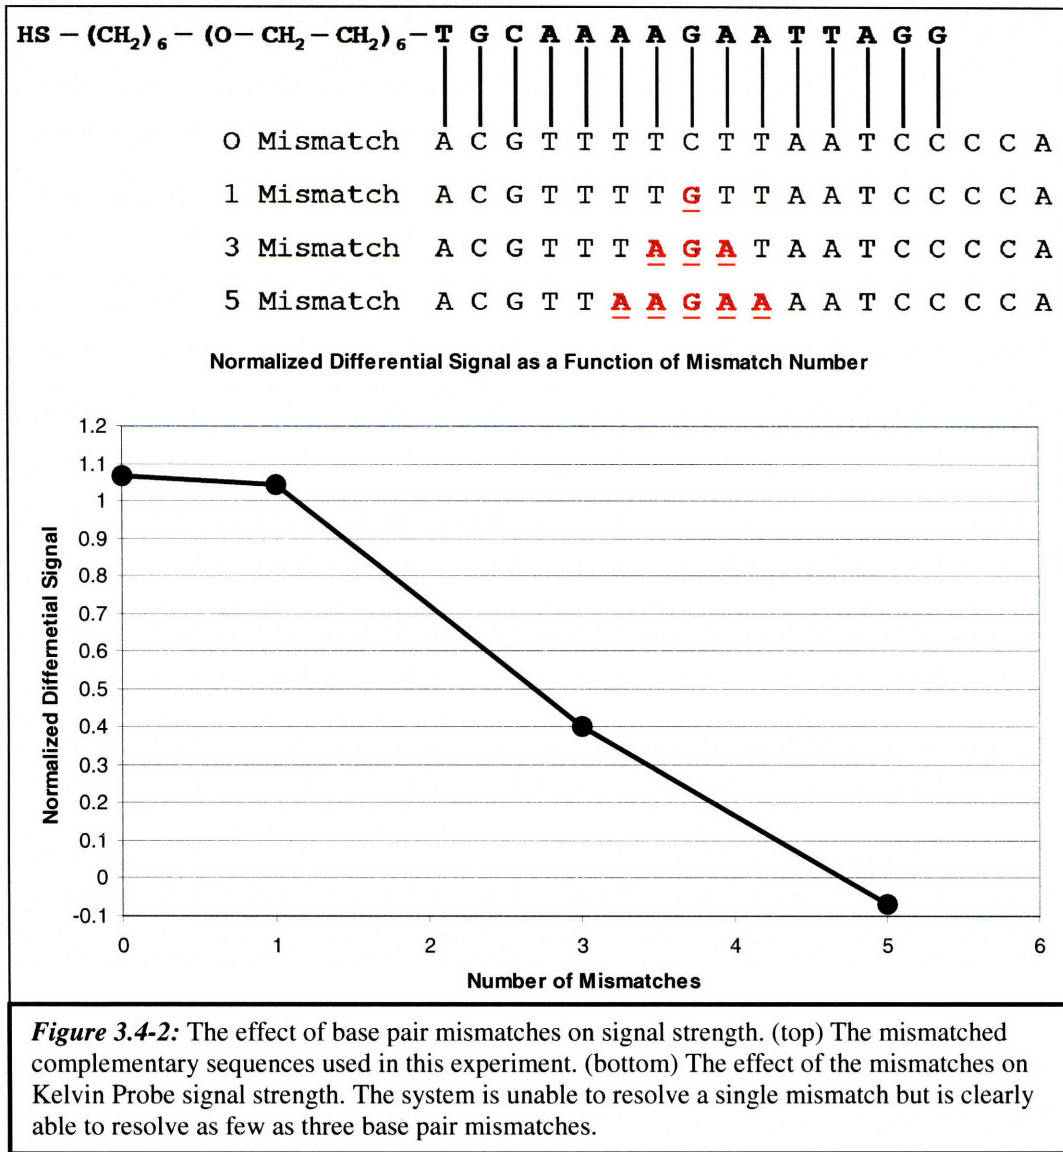 HS – (CH₂)₆ – (O–CH₂–CH₂)₆–T G C A A A A G A A T T A G G
0 Mismatch A C G T T T T C T T A A T C C C C A
1 Mismatch A C G T T T T G T T A A T C C C C A
3 Mismatch A C G T T T A G A T A A T C C C C A
5 Mismatch A C G T T A A G A A A A T C C C C A
Normalized Differential Signal as a Function of Mismatch Number
Normalized Differnetial Signal
1.2
1.1
1
0.9
0.8
0.7
0.6
0.5
0.4
0.3
0.2
0.1
0
-0.1
0 1 2 3 4 5 6
Number of Mismatches
Figure 3.4-2: The effect of base pair mismatches on signal strength. (top) The mismatched
complementary sequences used in this experiment. (bottom) The effect of the mismatches on
Kelvin Probe signal strength. The system is unable to resolve a single mismatch but is clearly
able to resolve as few as three base pair mismatches.